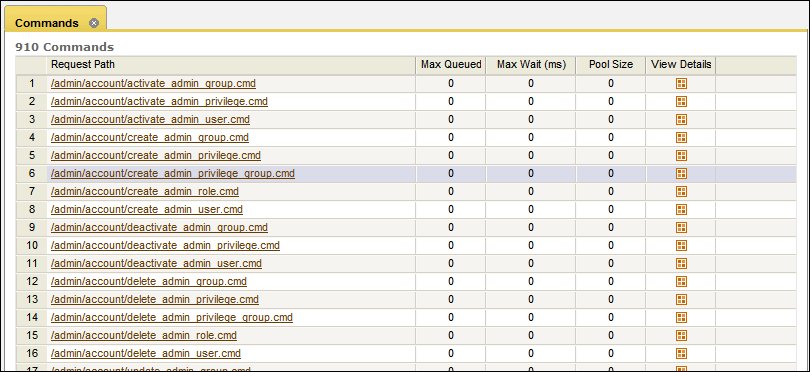 Commands
910 Commands
Request Path Max Queued Max Wait (ms) Pool Size View Details
1 /admin/account/activate_admin_group.cmd 0 0 0
2 /admin/account/activate_admin_privilege.cmd 0 0 0
3 /admin/account/activate_admin_user.cmd 0 0 0
4 /admin/account/create_admin_group.cmd 0 0 0
5 /admin/account/create_admin_privilege.cmd 0 0 0
6 /admin/account/create_admin_privilege_group.cmd 0 0 0
7 /admin/account/create_admin_role.cmd 0 0 0
8 /admin/account/create_admin_user.cmd 0 0 0
9 /admin/account/deactivate_admin_group.cmd 0 0 0
10 /admin/account/deactivate_admin_privilege.cmd 0 0 0
11 /admin/account/deactivate_admin_user.cmd 0 0 0
12 /admin/account/delete_admin_group.cmd 0 0 0
13 /admin/account/delete_admin_privilege.cmd 0 0 0
14 /admin/account/delete_admin_privilege_group.cmd 0 0 0
15 /admin/account/delete_admin_role.cmd 0 0 0
16 /admin/account/delete_admin_user.cmd 0 0 0
17 /admin/account/update_admin_group.cmd 0 0 0